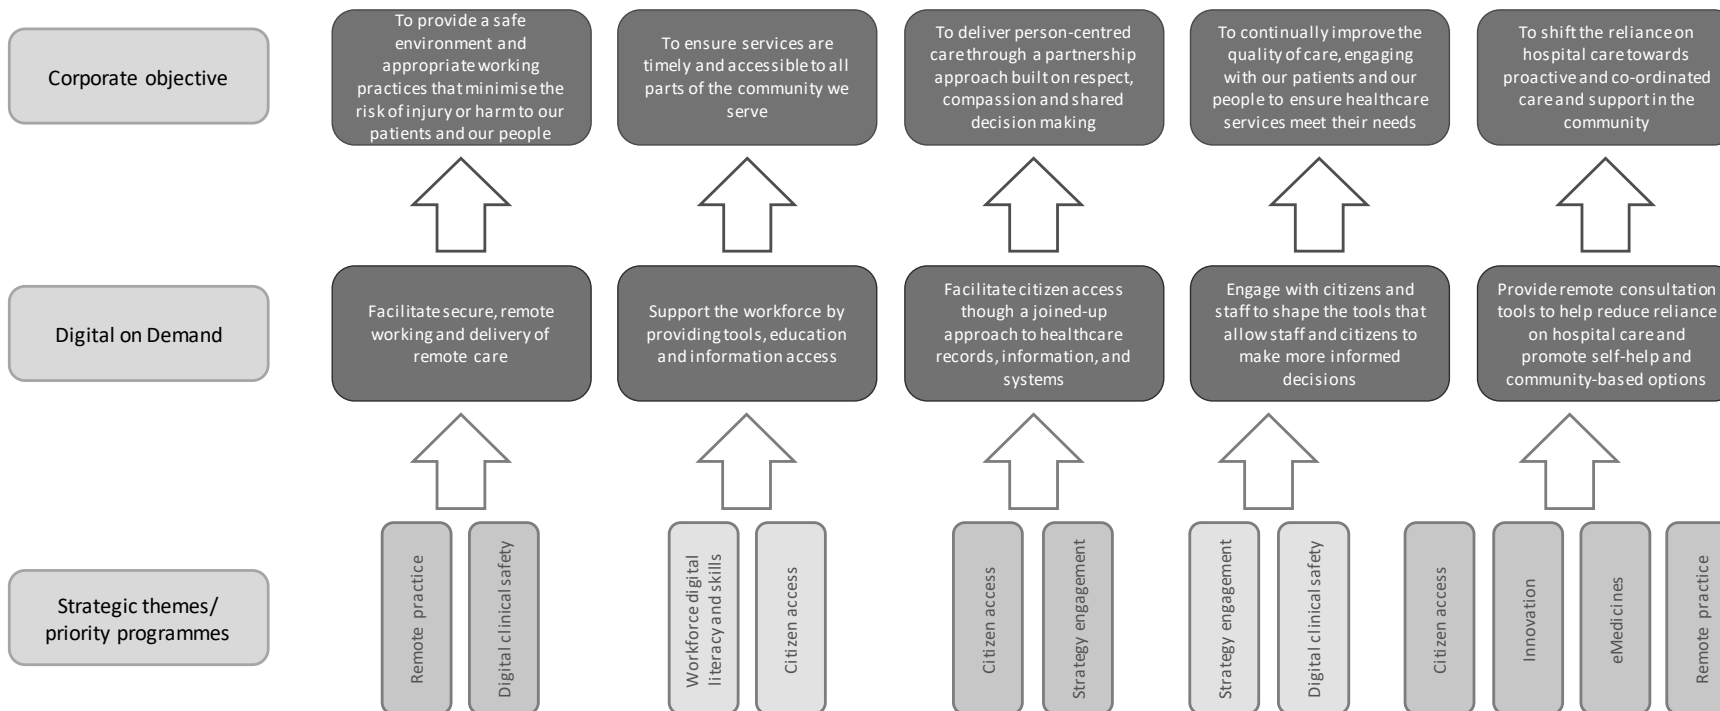 Corporate objective
To provide a safe
environment and
appropriate working
practices that minimise the
risk of injury or harm to our
patients and our people
To ensure services are
timely and accessible to all
parts of the community we
serve
To deliver person-centred
care through a partnership
approach built on respect,
compassion and shared
decision making
To continually improve the
quality of care, engaging
with our patients and our
people to ensure healthcare
services meet their needs
To shift the reliance on
hospital care towards
proactive and co-ordinated
care and support in the
community
Digital on Demand
Facilitate secure, remote
working and delivery of
remote care
Support the workforce by
providing tools, education
and information access
Facilitate citizen access
though a joined-up
approach to healthcare
records, information, and
systems
Engage with citizens and
staff to shape the tools that
allow staff and citizens to
make more informed
decisions
Provide remote consultation
tools to help reduce reliance
on hospital care and
promote self-help and
community-based options
Strategic themes/
priority programmes
Remote practice
Digital clinical safety
Workforce digital
literacy and skills
Citizen access
Citizen access
Strategy engagement
Strategy engagement
Digital clinical safety
Citizen access
Innovation
eMedicines
Remote practice